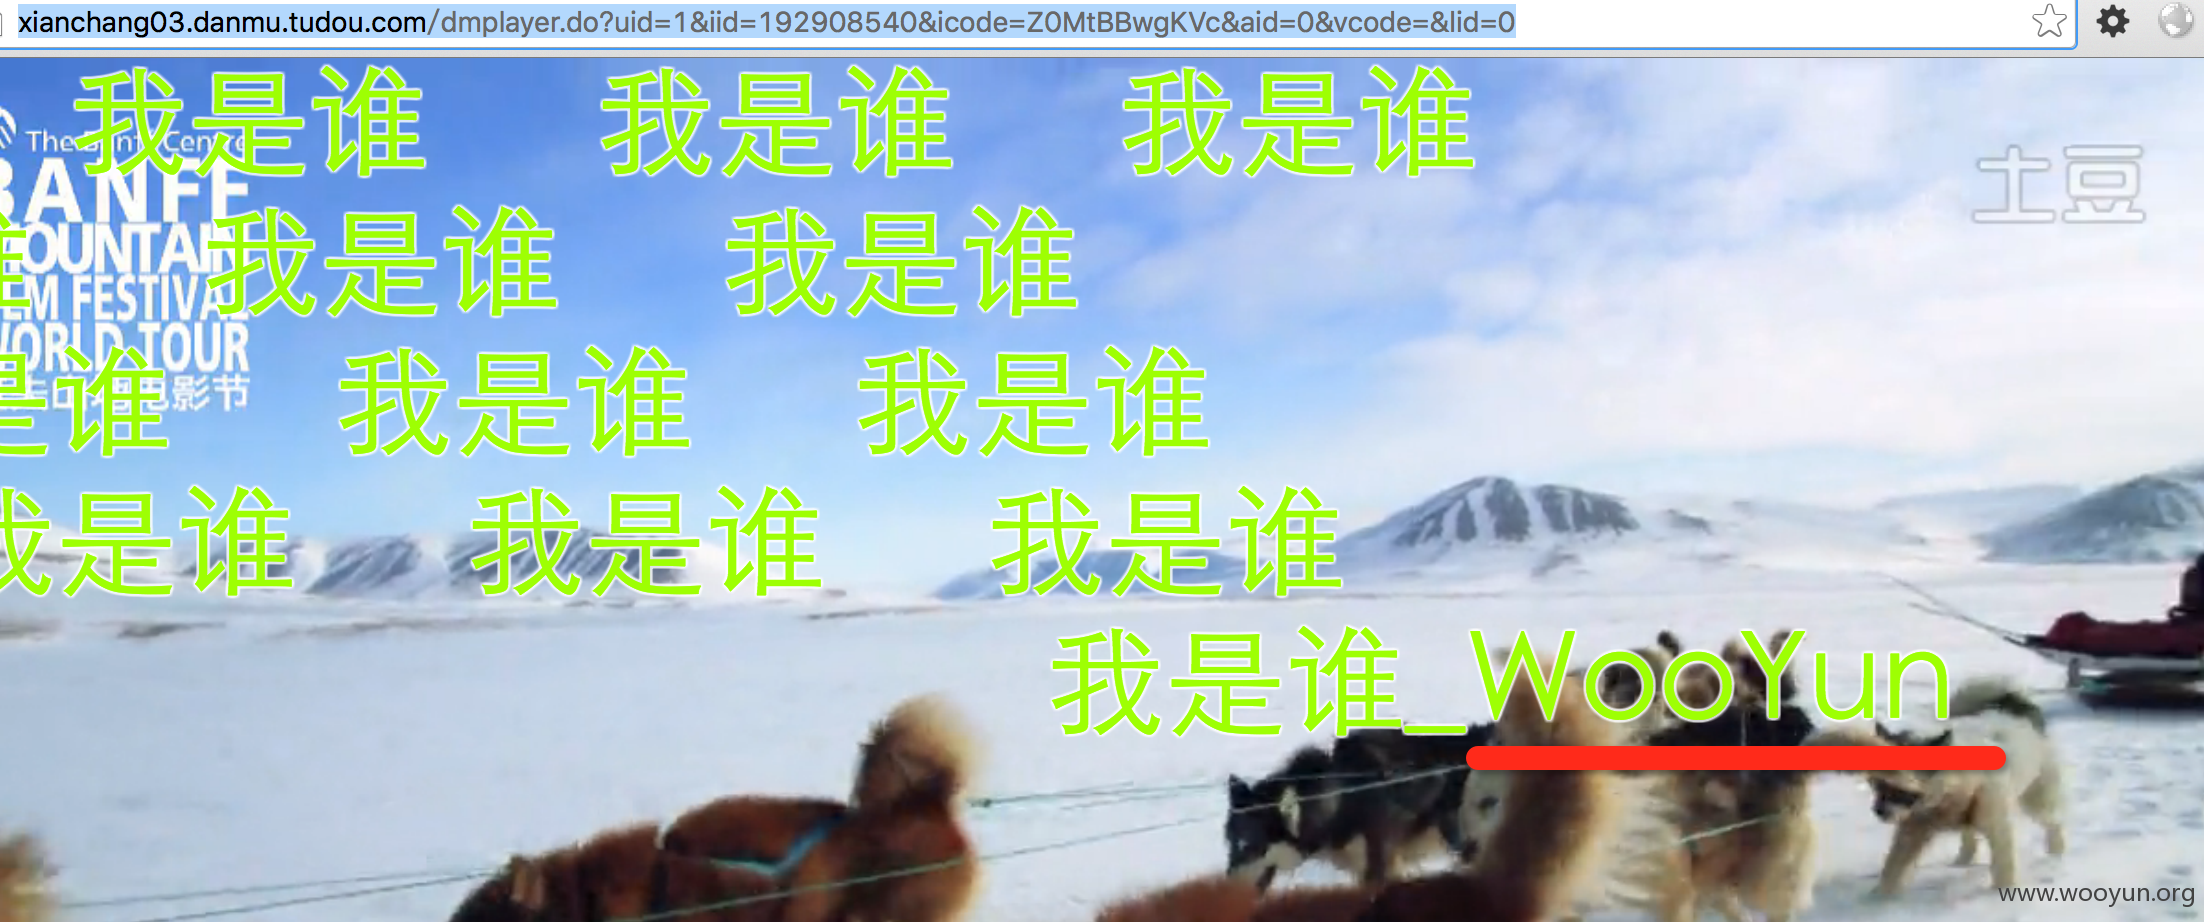 xianchang03.danmu.tudou.com/dmplayer.do?uid=1&iid=192908540&icode=Z0MtBBwgKVc&aid=0&vcode=&lid=0
我是谁 我是谁 我是谁
The Banff Centre
BANFF
土豆
谁 我是谁 我是谁
MOUNTAIN
FILM FESTIVAL
WORLD TOUR
是谁 我是谁 我是谁
电影节
我是谁 我是谁 我是谁
我是谁_WooYun
www.wooyun.org